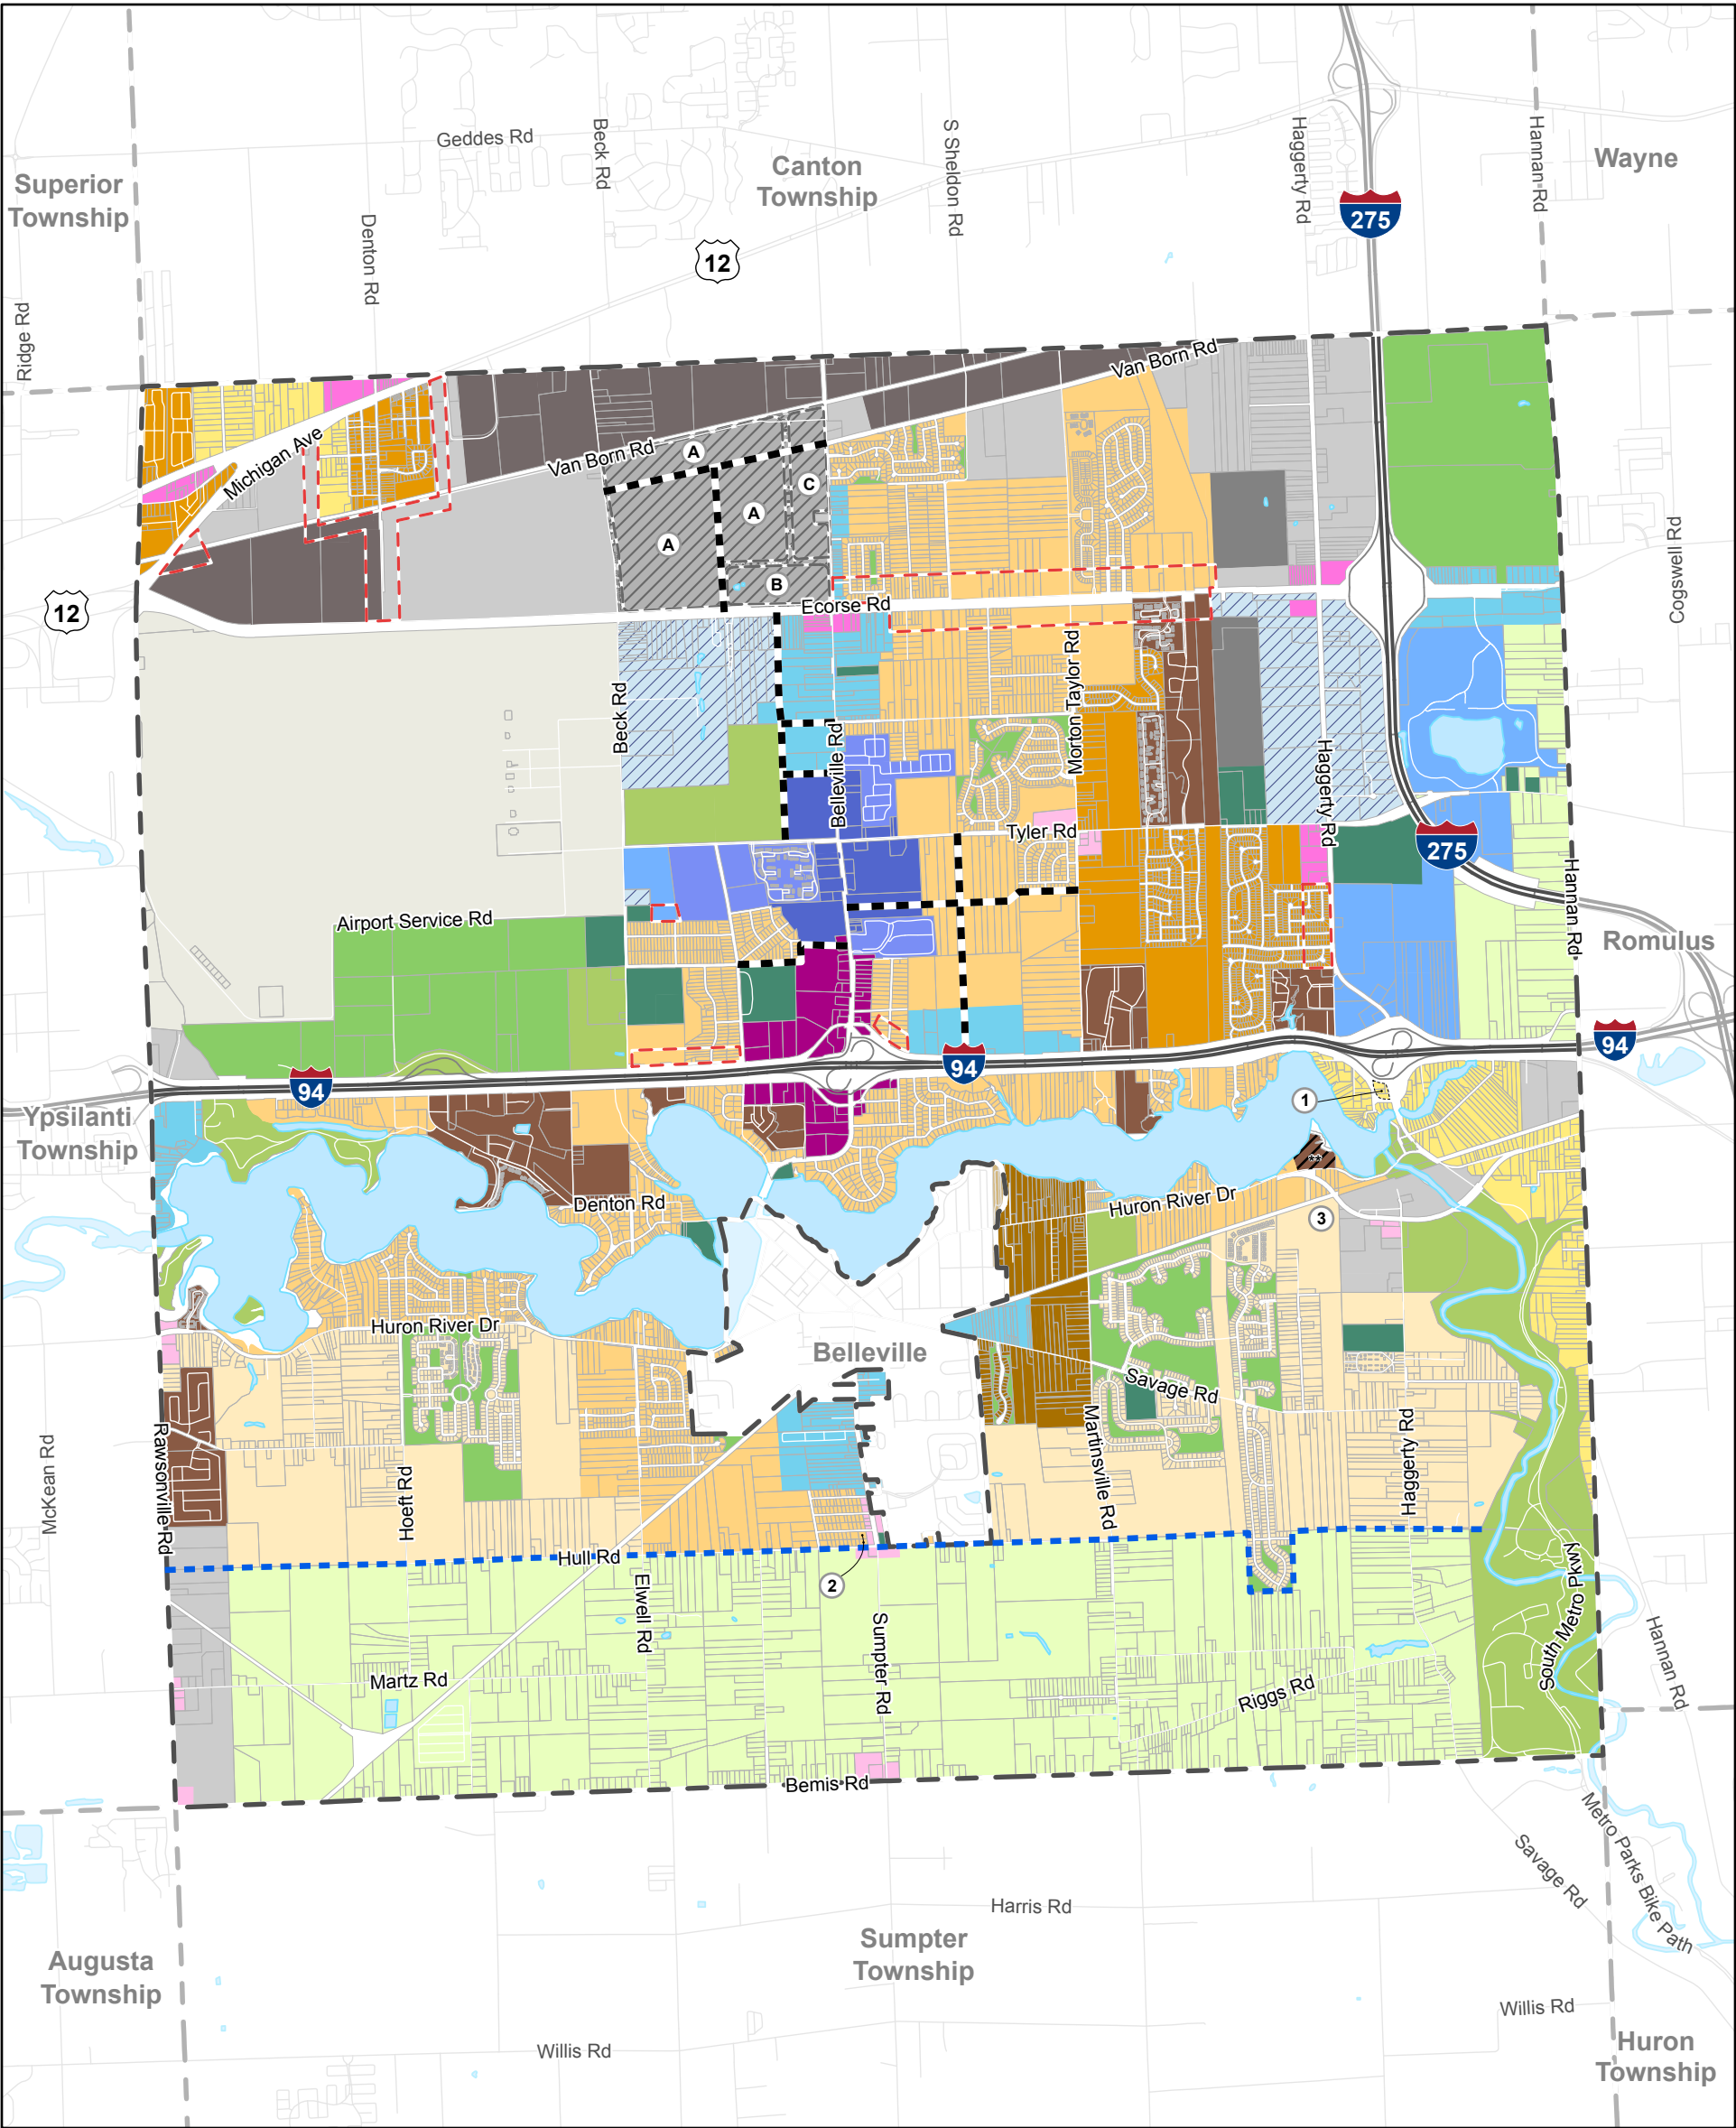 Geddes Rd
Beck Rd
Canton
Township
S Sheldon Rd
Haggerty Rd
Hannan Rd
Wayne
Superior
Township
Denton Rd
275
12
Ridge Rd
Van Born Rd
Michigan Ave
Van Born Rd
A
C
A
A
B
Cogswell Rd
12
Ecorse Rd
Beck Rd
Morton Taylor Rd
Belleville Rd
Haggerty Rd
Tyler Rd
275
Hannan Rd
Airport Service Rd
Romulus
94
94
94
Ypsilanti
Township
1
**
Denton Rd
Huron River Dr
3
Huron River Dr
Belleville
Savage Rd
McKean Rd
Rawsonville Rd
Hoeft Rd
Martinsville Rd
Haggerty Rd
Hull Rd
2
Elwell Rd
Sumpter Rd
South Metro Pkwy
Hannan Rd
Martz Rd
Riggs Rd
Bemis Rd
Metro Parks Bike Path
Savage Rd
Harris Rd
Augusta
Township
Sumpter
Township
Willis Rd
Willis Rd
Huron
Township